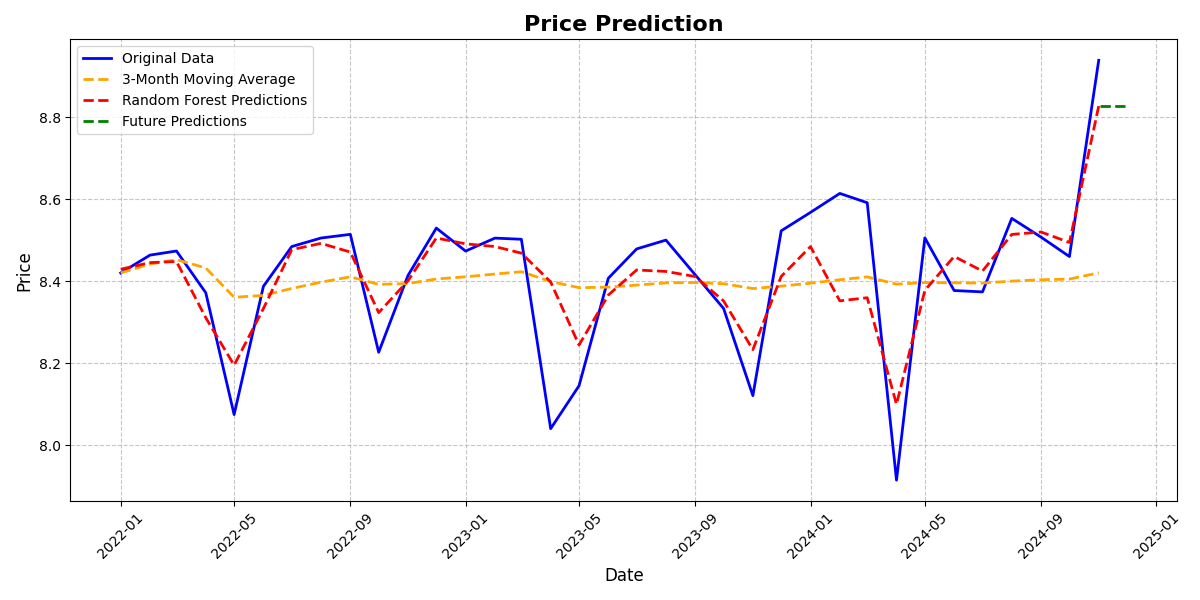 Price Prediction
Original Data
3-Month Moving Average
Random Forest Predictions
Future Predictions
Price
8.8
8.6
8.4
8.2
8.0
2022-01
2022-05
2022-09
2023-01
2023-05
2023-09
2024-01
2024-05
2024-09
2025-01
Date